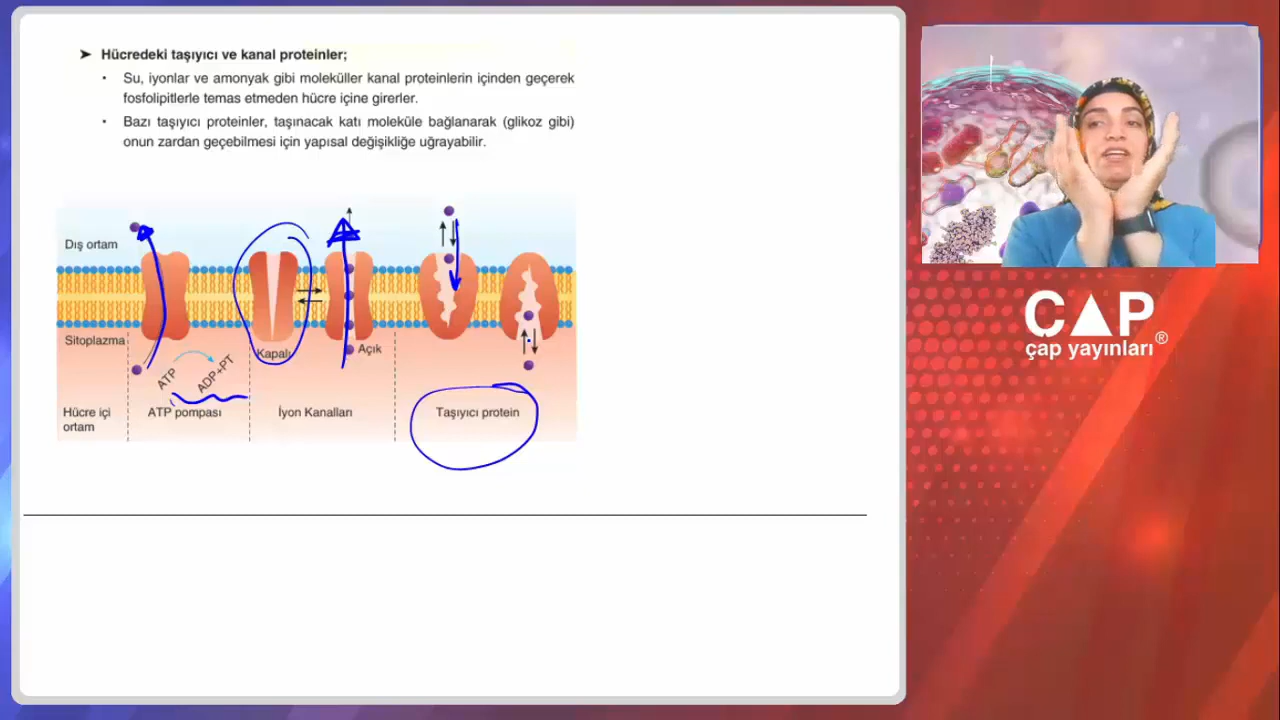 ➤ Hücredeki taşıyıcı ve kanal proteinler;
• Su, iyonlar ve amonyak gibi moleküller kanal proteinlerin içinden geçerek
fosfolipitlerle temas etmeden hücre içine girerler.
• Bazı taşıyıcı proteinler, taşınacak katı moleküle bağlanarak (glikoz gibi)
onun zardan geçebilmesi için yapısal değişikliğe uğrayabilir.
Dış ortam
Sitoplazma
Kapalı
Açık
ATP
ADP+PT
Hücre içi
ortam
ATP pompası
İyon Kanalları
Taşıyıcı protein
ÇAP
çap yayınları®